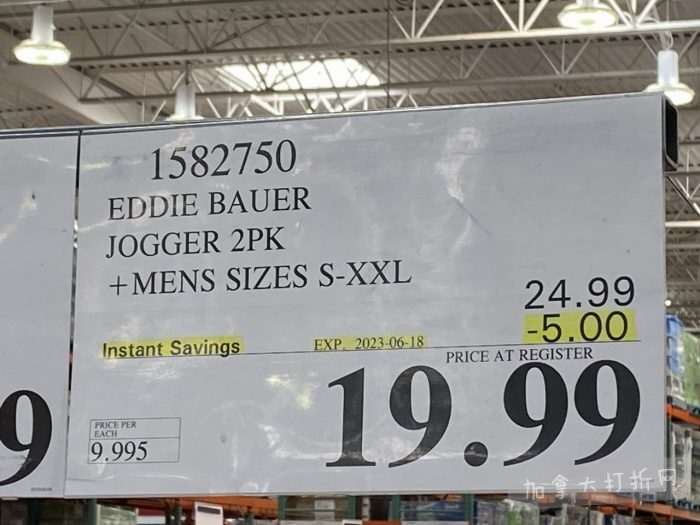 1582750
EDDIE BAUER
JOGGER 2PK
+MENS SIZES S-XXL
24.99
-5.00
Instant Savings
EXP. 2023-06-18
PRICE AT REGISTER
9
19.99
PRICE PER
EACH
9.995
加拿大打折网